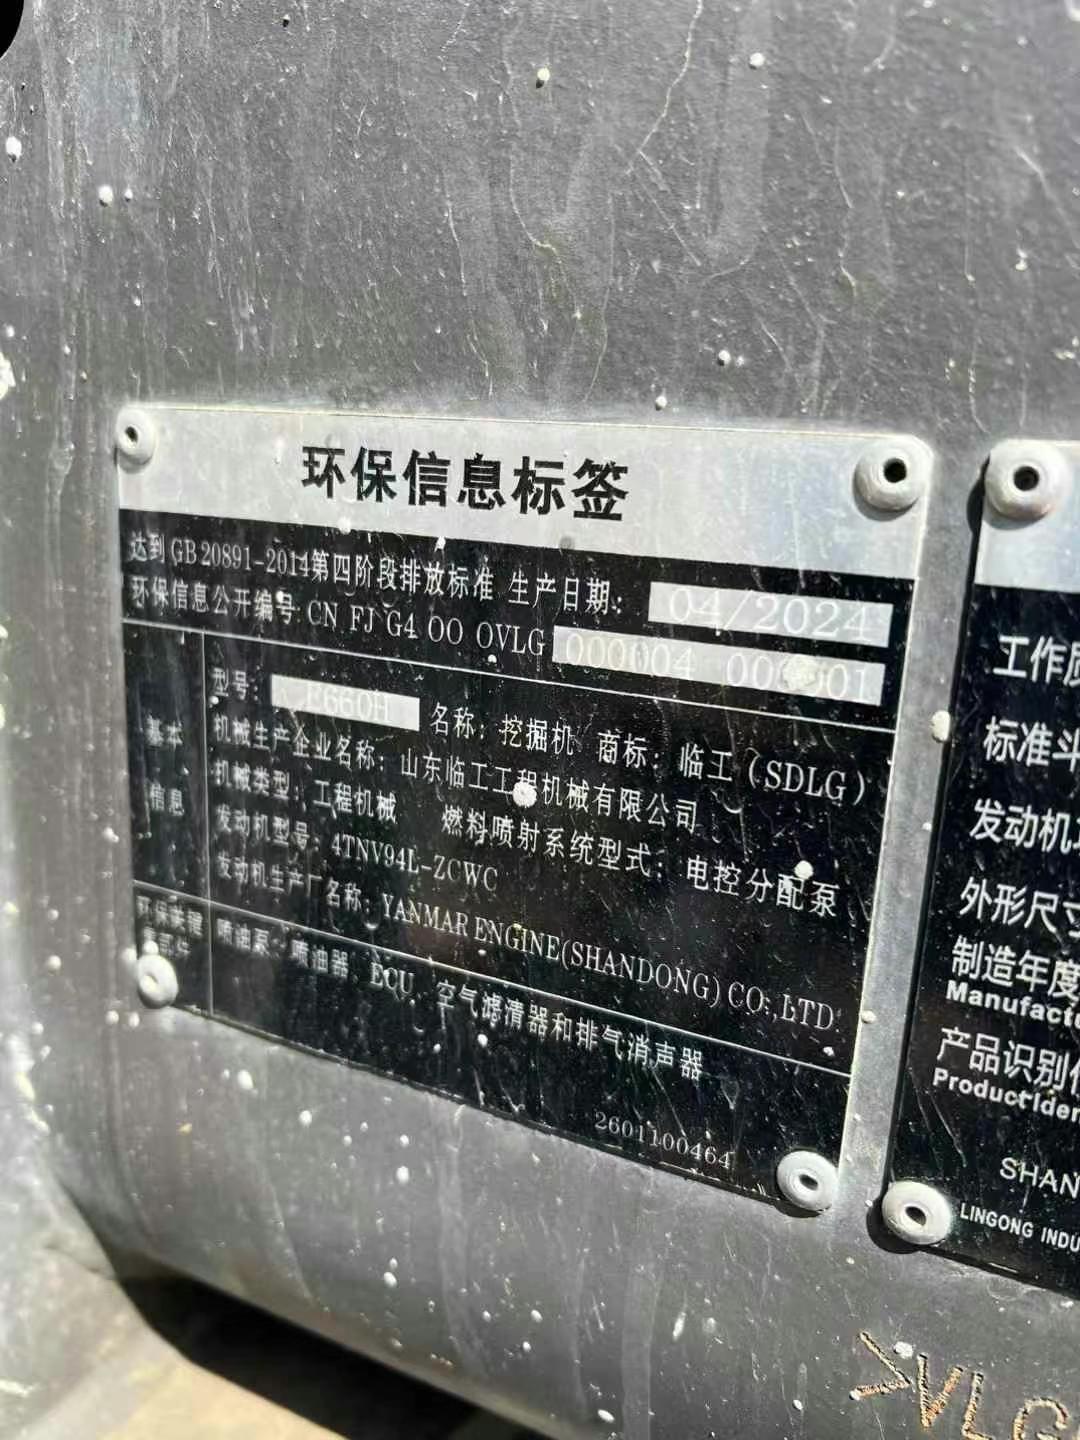 环保信息标签
达到GB 20891-2014第四阶段排放标准 生产日期: 04/2024
环保信息公开编号: CN FJ G4 00 0VLG 000004 000001
基本信息
型号: E660H 名称: 挖掘机 商标: 临工 (SDLG)
机械生产企业名称: 山东临工工程机械有限公司
机械类型: 工程机械 燃料喷射系统型式: 电控分配泵
发动机型号: 4TNV94L-ZCWC
发动机生产厂名称: YANMAR ENGINE(SHANDONG) CO.,LTD.
环保关键零部件
喷油泵、喷油器、ECU、空气滤清器和排气消声器
2601100464
工作质
标准斗
发动机
外形尺寸
制造年度
Manufactu
产品识别代
Product Iden
SHAN
LINGONG INDU
>VLG